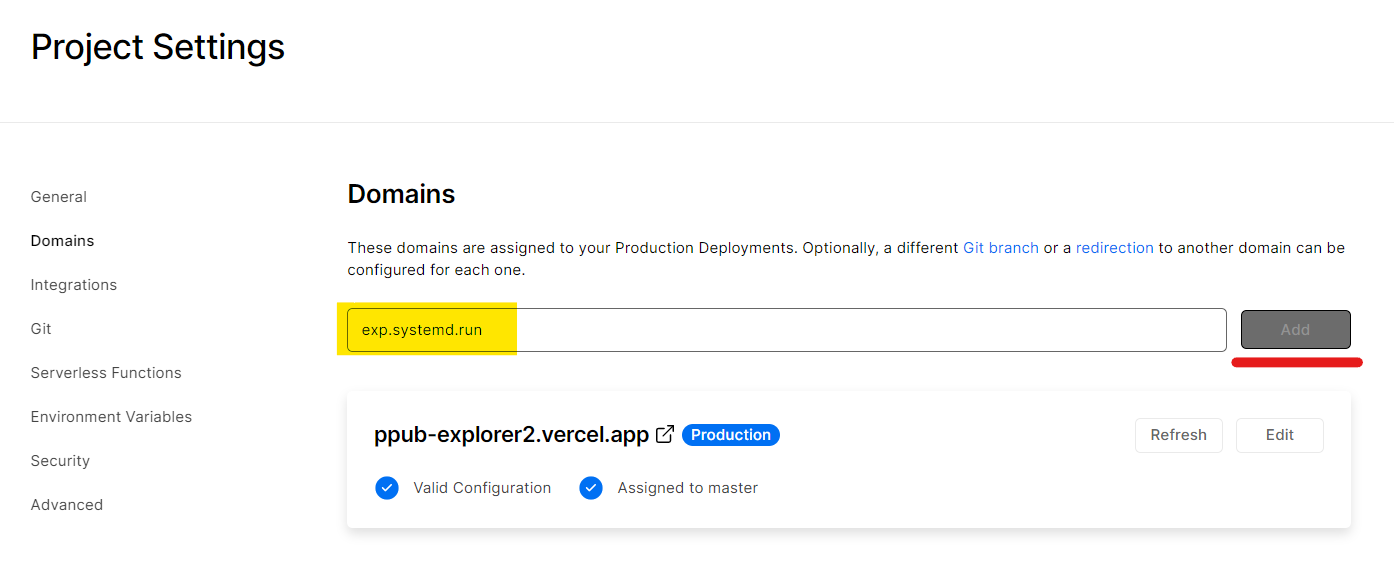 Project Settings
General
Domains
Integrations
Git
Serverless Functions
Environment Variables
Security
Advanced
Domains
These domains are assigned to your Production Deployments. Optionally, a different Git branch or a redirection to another domain can be
configured for each one.
exp.systemd.run
Add
ppub-explorer2.vercel.app Production
Refresh
Edit
Valid Configuration
Assigned to master